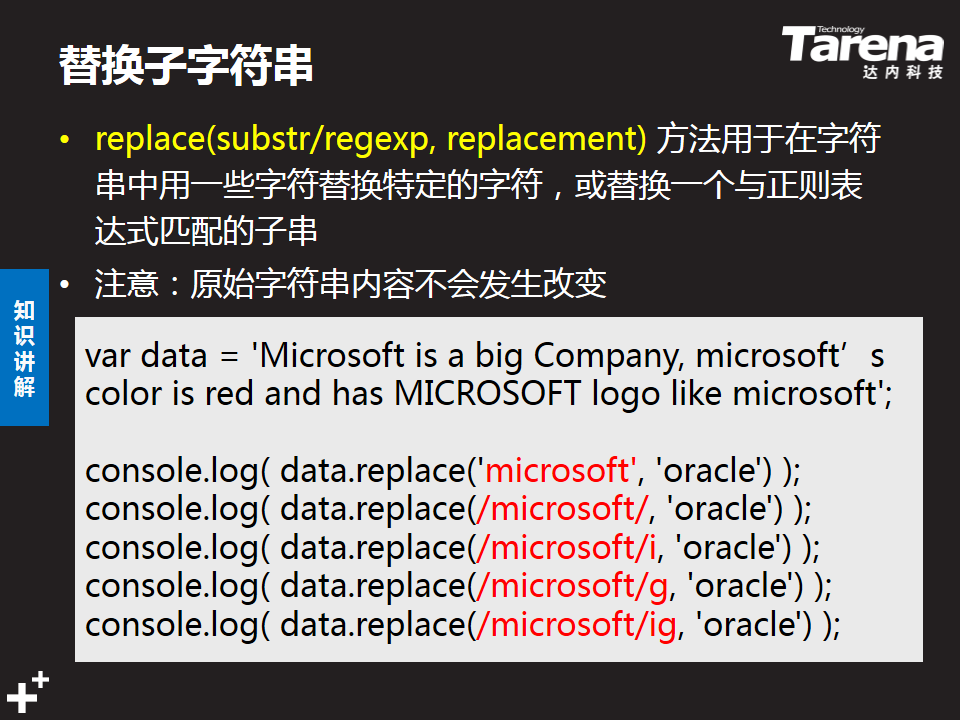 替换子字符串
Technology
Tarena
达内科技
• replace(substr/regexp, replacement) 方法用于在字符
串中用一些字符替换特定的字符，或替换一个与正则表
达式匹配的子串
• 注意：原始字符串内容不会发生改变
知识讲解
var data = 'Microsoft is a big Company, microsoft’s
color is red and has MICROSOFT logo like microsoft';
console.log( data.replace('microsoft', 'oracle') );
console.log( data.replace(/microsoft/, 'oracle') );
console.log( data.replace(/microsoft/i, 'oracle') );
console.log( data.replace(/microsoft/g, 'oracle') );
console.log( data.replace(/microsoft/ig, 'oracle') );